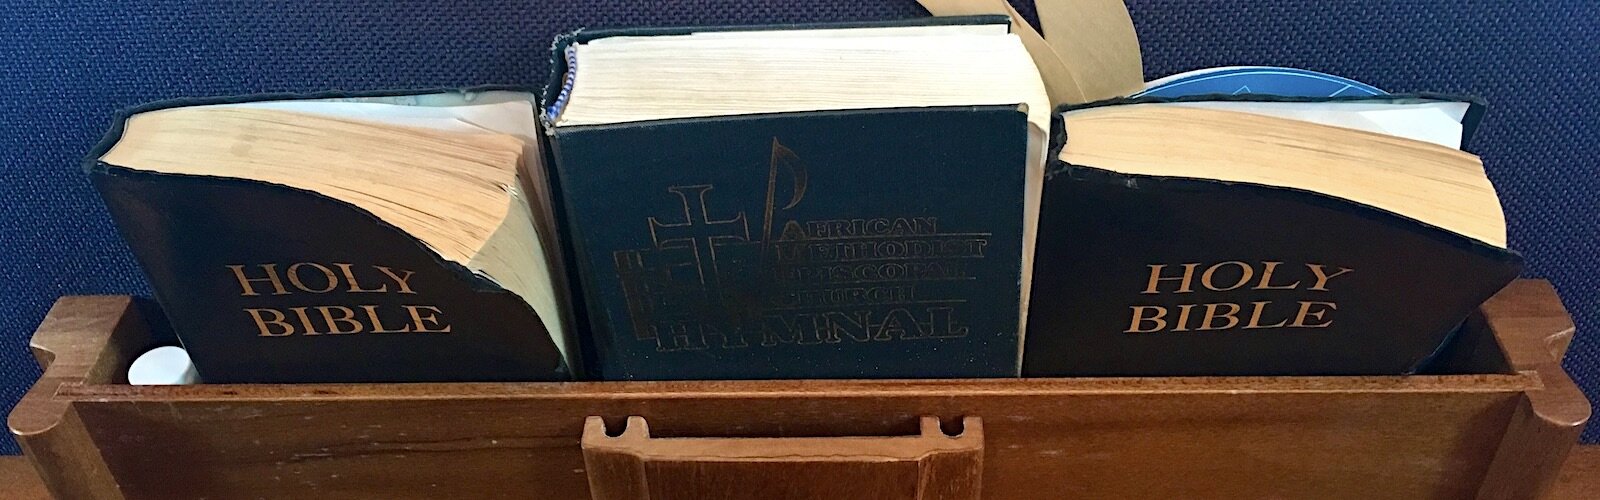 HOLY
BIBLE
AFRICAN
METHODIST
EPISCOPAL
CHURCH
HYMNAL
HOLY
BIBLE